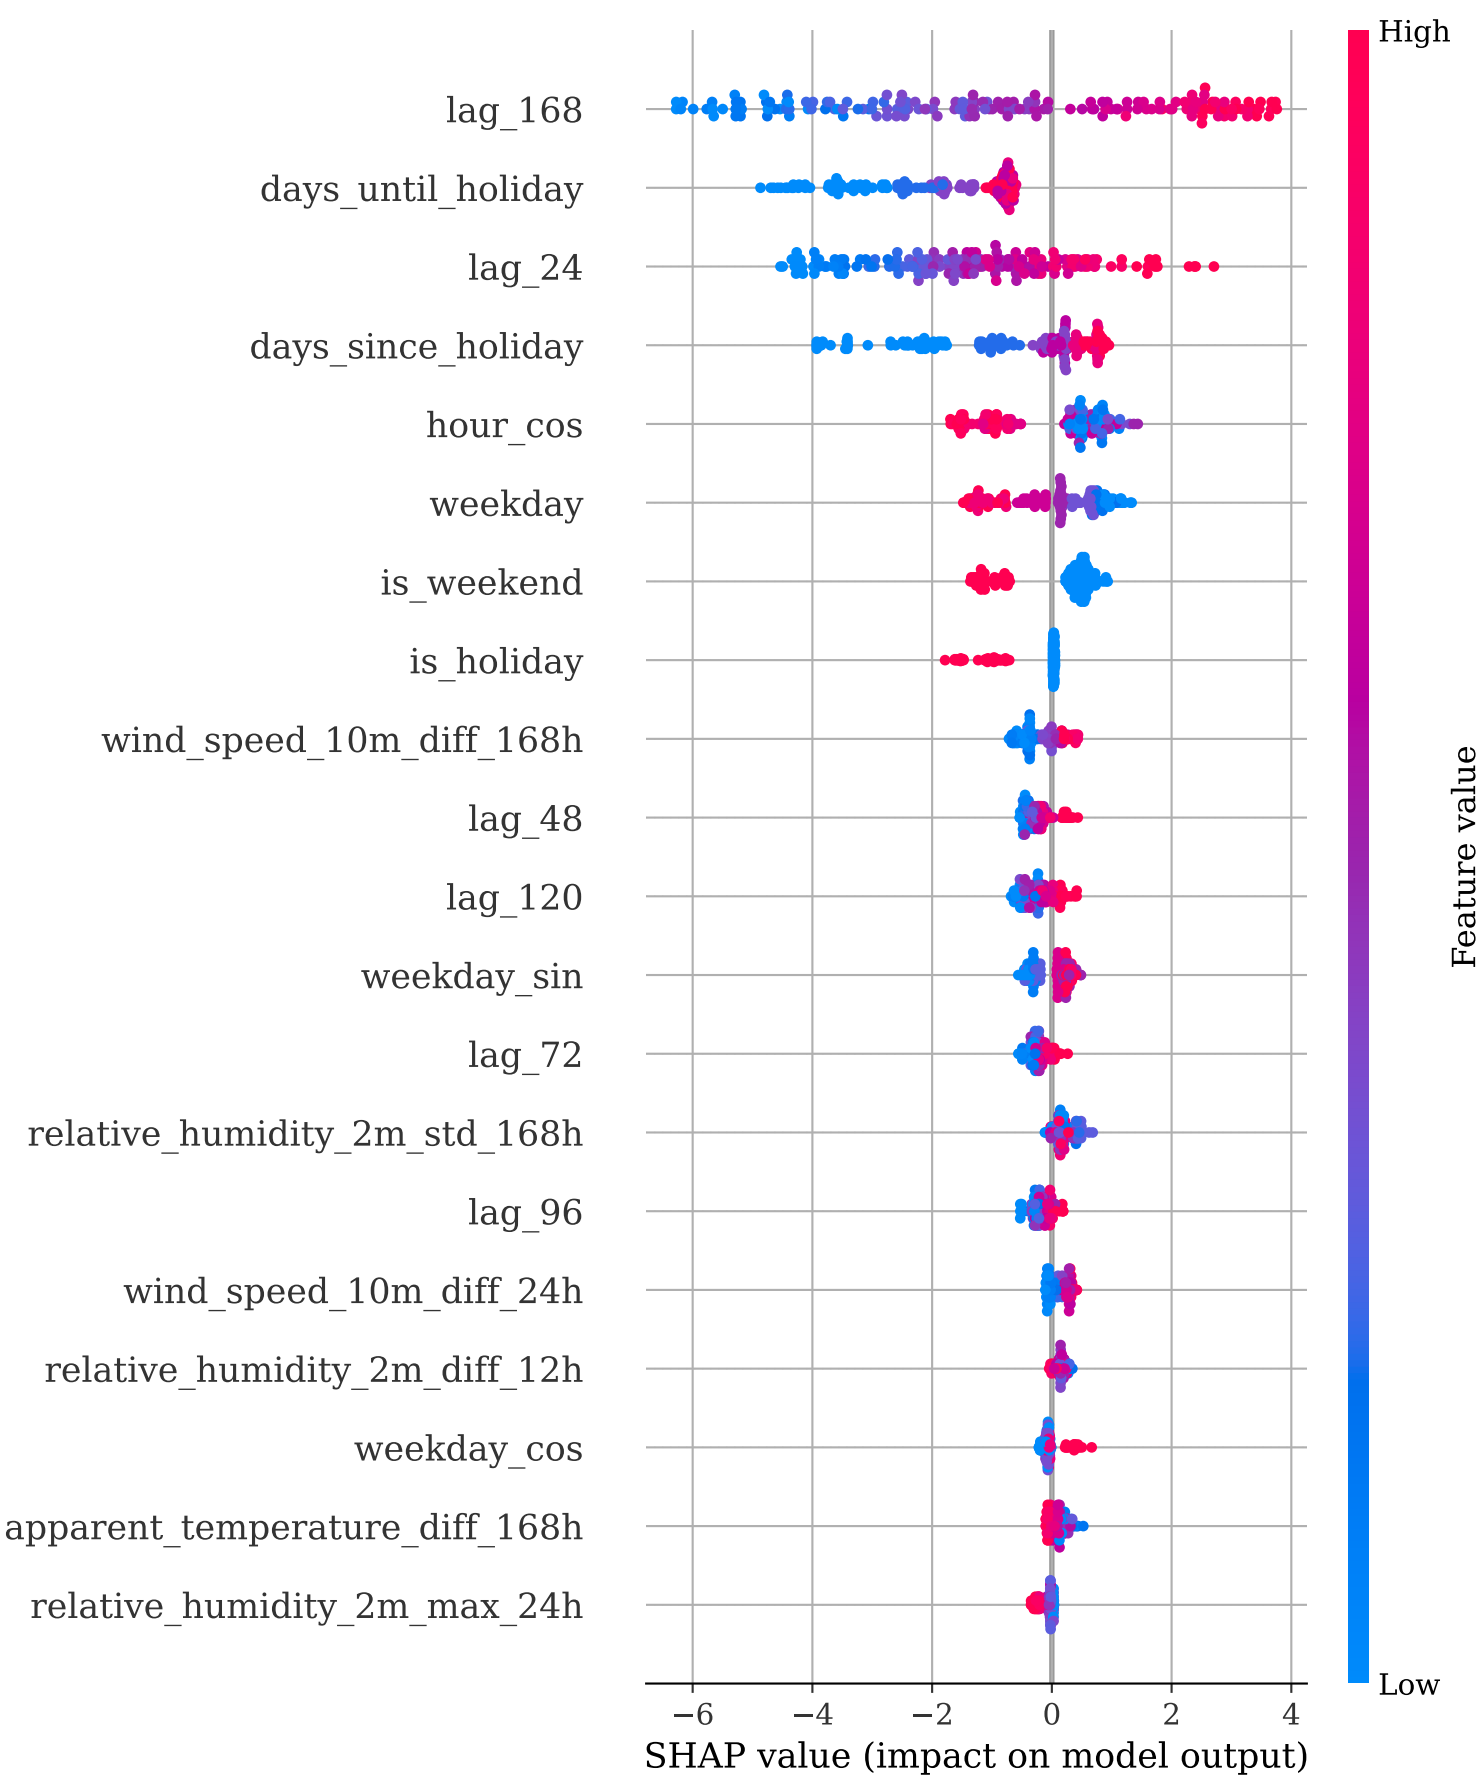 High
lag_168
days_until_holiday
lag_24
days_since_holiday
hour_cos
weekday
is_weekend
is_holiday
wind_speed_10m_diff_168h
lag_48
lag_120
weekday_sin
lag_72
relative_humidity_2m_std_168h
lag_96
wind_speed_10m_diff_24h
relative_humidity_2m_diff_12h
weekday_cos
apparent_temperature_diff_168h
relative_humidity_2m_max_24h
Feature value
Low
−6 −4 −2 0 2 4
SHAP value (impact on model output)